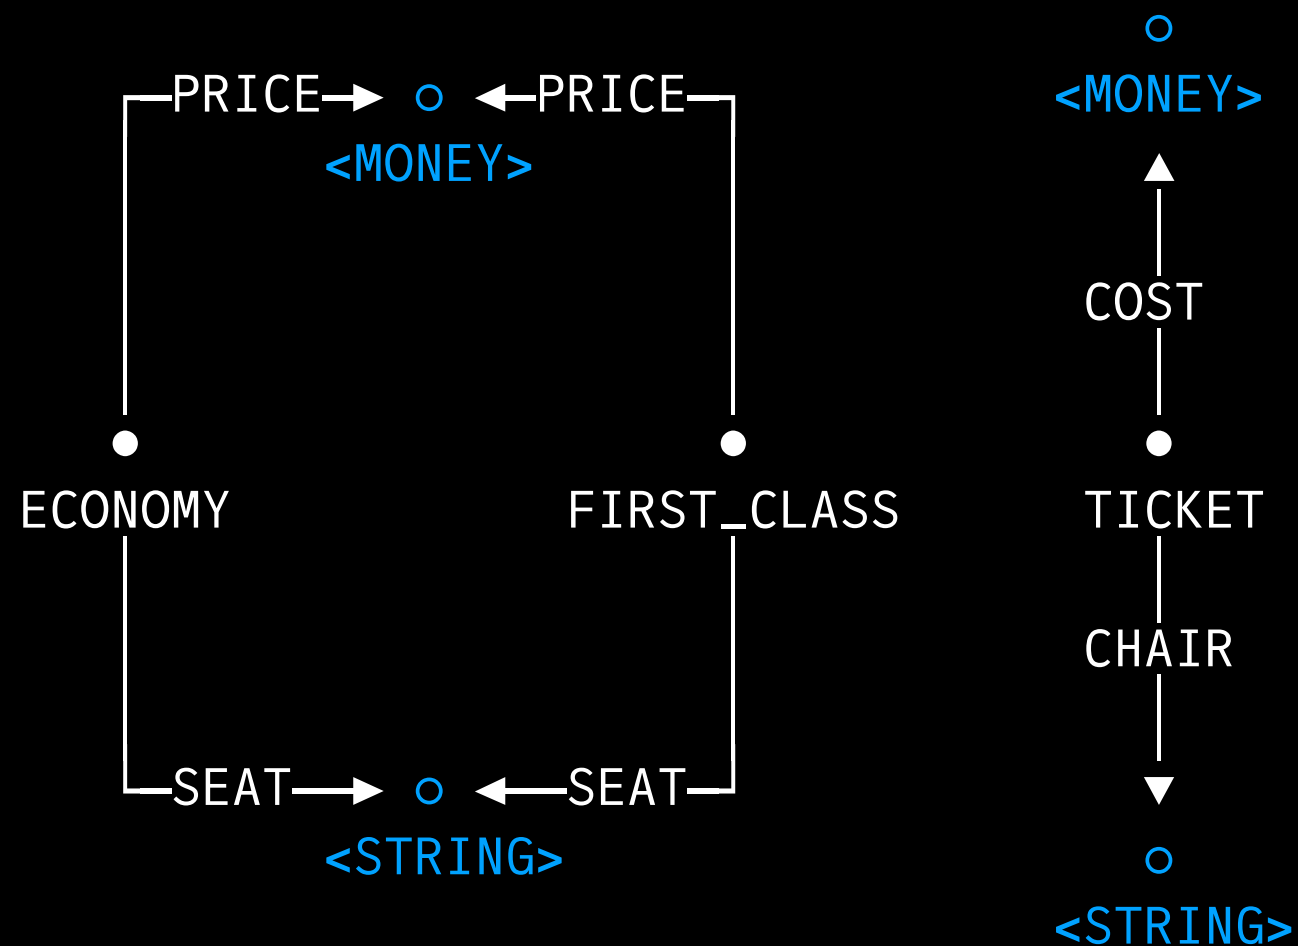 PRICE PRICE
<MONEY>
ECONOMY FIRST_CLASS
SEAT SEAT
<STRING>
<MONEY>
COST
TICKET
CHAIR
<STRING>